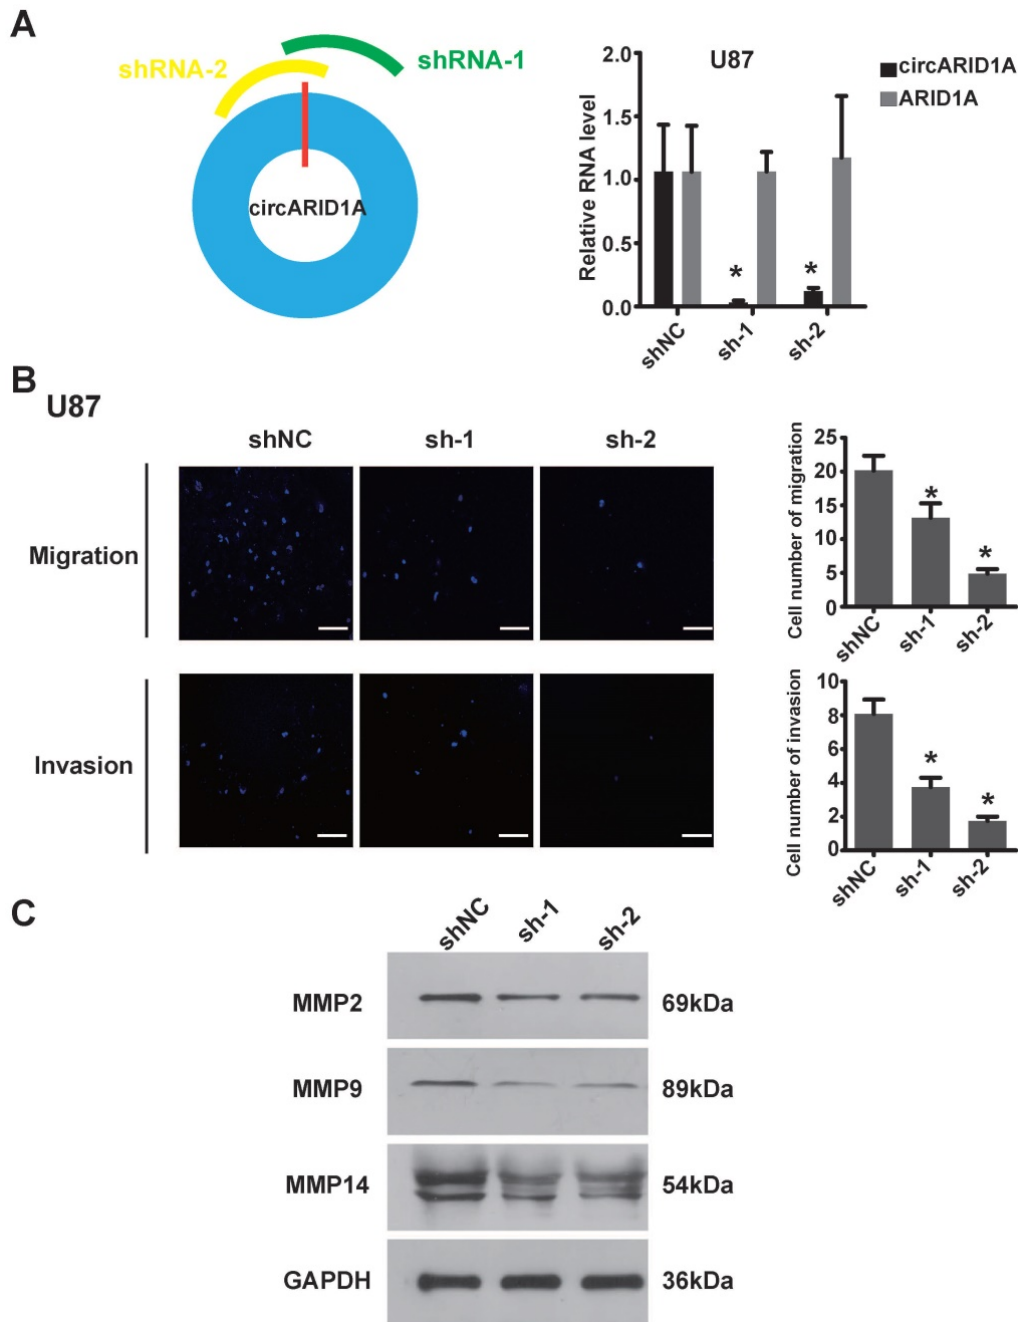 A
shRNA-2
shRNA-1
circARID1A
U87
circARID1A
ARID1A
Relative RNA level
2.0
1.5
1.0
0.5
0.0
*
*
shNC
sh-1
sh-2
B
U87
shNC
sh-1
sh-2
Migration
Cell number of migration
25
20
15
10
5
0
*
*
shNC
sh-1
sh-2
Invasion
Cell number of invasion
10
8
6
4
2
0
*
*
shNC
sh-1
sh-2
C
shNC
sh-1
sh-2
MMP2
69kDa
MMP9
89kDa
MMP14
54kDa
GAPDH
36kDa